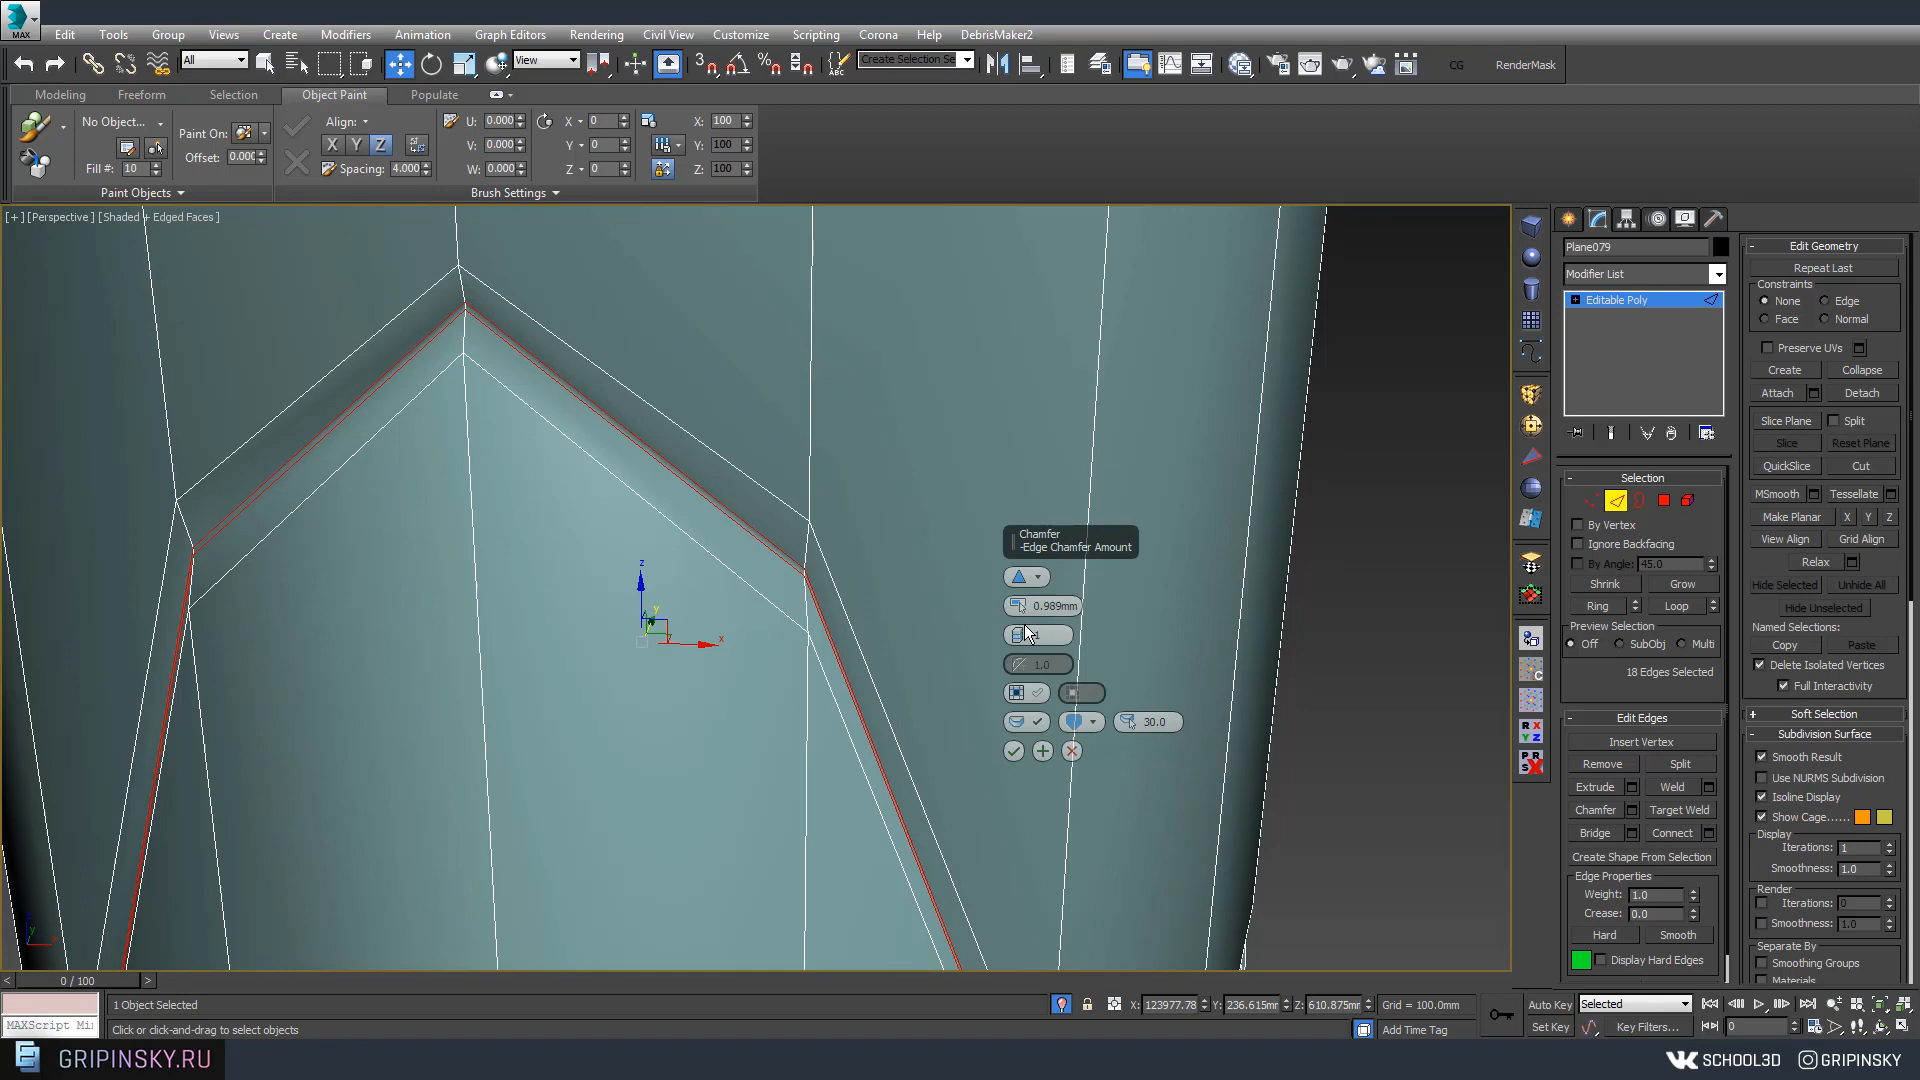 MAX
Edit Tools Group Views Create Modifiers Animation Graph Editors Rendering Civil View Customize Scripting Corona Help DebrisMaker2
All View 3 ABC Create Selection Se CG RenderMask
Modeling Freeform Selection Object Paint Populate
No Object... Paint On: Offset: 0.000 Fill #: 10
Align: X Y Z Spacing: 4.000
U: 0.000 V: 0.000 W: 0.000
X 0 Y 0 Z 0
X: 100 Y: 100 Z: 100
Paint Objects Brush Settings
[+] [Perspective] [Shaded + Edged Faces]
z y x
Chamfer
-Edge Chamfer Amount
0.989mm
1
1.0
30.0
Plane079
Modifier List
Editable Poly
Selection
By Vertex
Ignore Backfacing
By Angle: 45.0
Shrink Grow
Ring Loop
Preview Selection
Off SubObj Multi
18 Edges Selected
Edit Edges
Insert Vertex
Remove Split
Extrude Weld
Chamfer Target Weld
Bridge Connect
Create Shape From Selection
Edge Properties
Weight: 1.0
Crease: 0.0
Hard Smooth
Display Hard Edges
Edit Geometry
Repeat Last
Constraints
None Edge
Face Normal
Preserve UVs
Create Collapse
Attach Detach
Slice Plane Split
Slice Reset Plane
QuickSlice Cut
MSmooth Tessellate
Make Planar X Y Z
View Align Grid Align
Relax
Hide Selected Unhide All
Hide Unselected
Named Selections:
Copy Paste
Delete Isolated Vertices
Full Interactivity
Soft Selection
Subdivision Surface
Smooth Result
Use NURMS Subdivision
Isoline Display
Show Cage......
Display
Iterations: 1
Smoothness: 1.0
Render
Iterations: 0
Smoothness: 1.0
Separate By
Smoothing Groups
Materials
< 0 / 100 >
1 Object Selected X: 123977.78 Y: 236.615mm Z: 610.875mm Grid = 100.0mm Auto Key Selected
MAXScript Mi Click or click-and-drag to select objects Add Time Tag Set Key Key Filters... 0
GRIPINSKY.RU SCHOOL3D GRIPINSKY